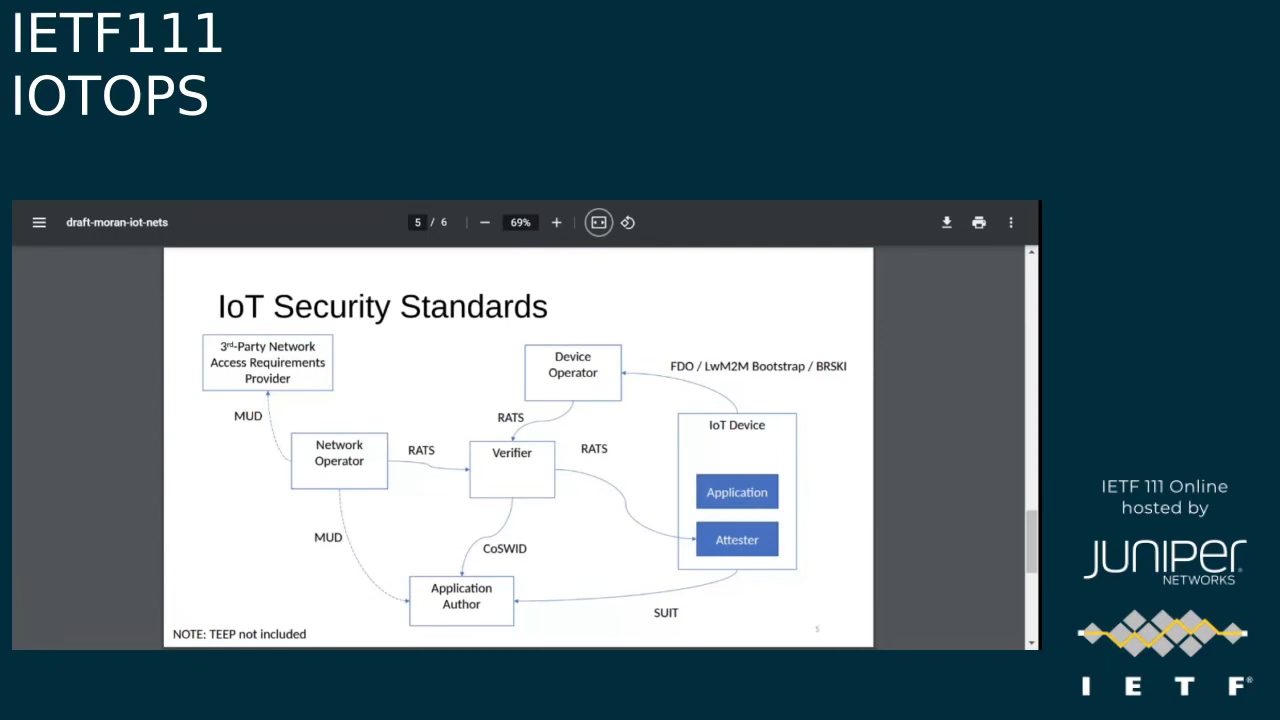 IETF111
IOTOPS
draft-moran-iot-nets
5 / 6
69%
IoT Security Standards
3rd-Party Network
Access Requirements
Provider
Device
Operator
FDO / LwM2M Bootstrap / BRSKI
MUD
RATS
IoT Device
Network
Operator
RATS
Verifier
RATS
Application
MUD
Attester
CoSWID
Application
Author
SUIT
NOTE: TEEP not included
5
IETF 111 Online
hosted by
JUNIPER
NETWORKS
I E T F®